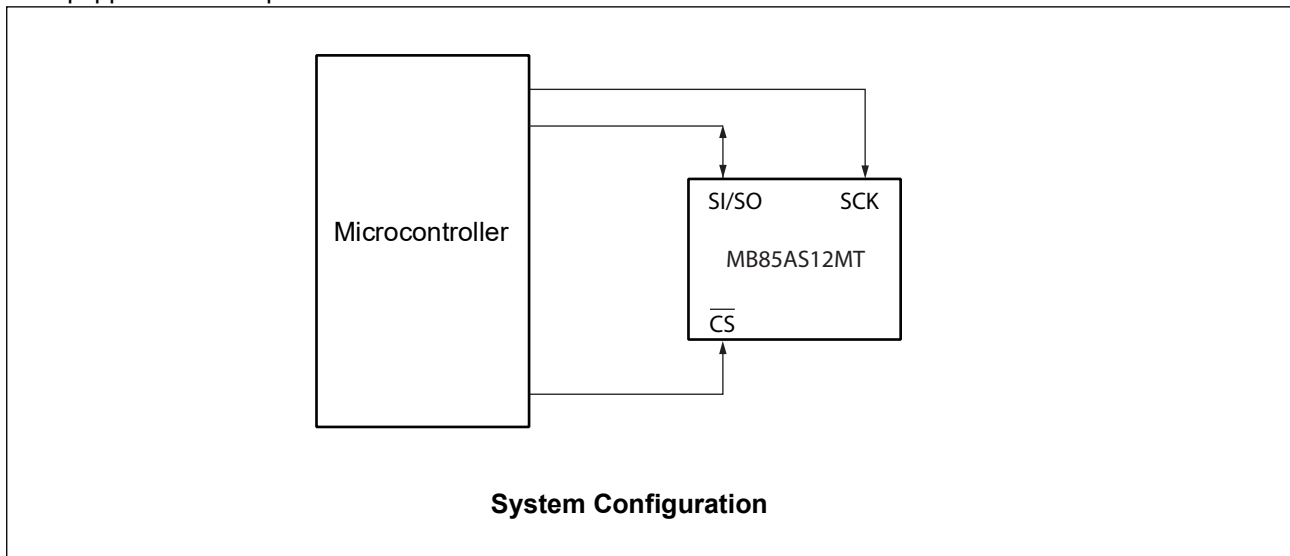 SI/SO SCK
Microcontroller
MB85AS12MT
CS
System Configuration